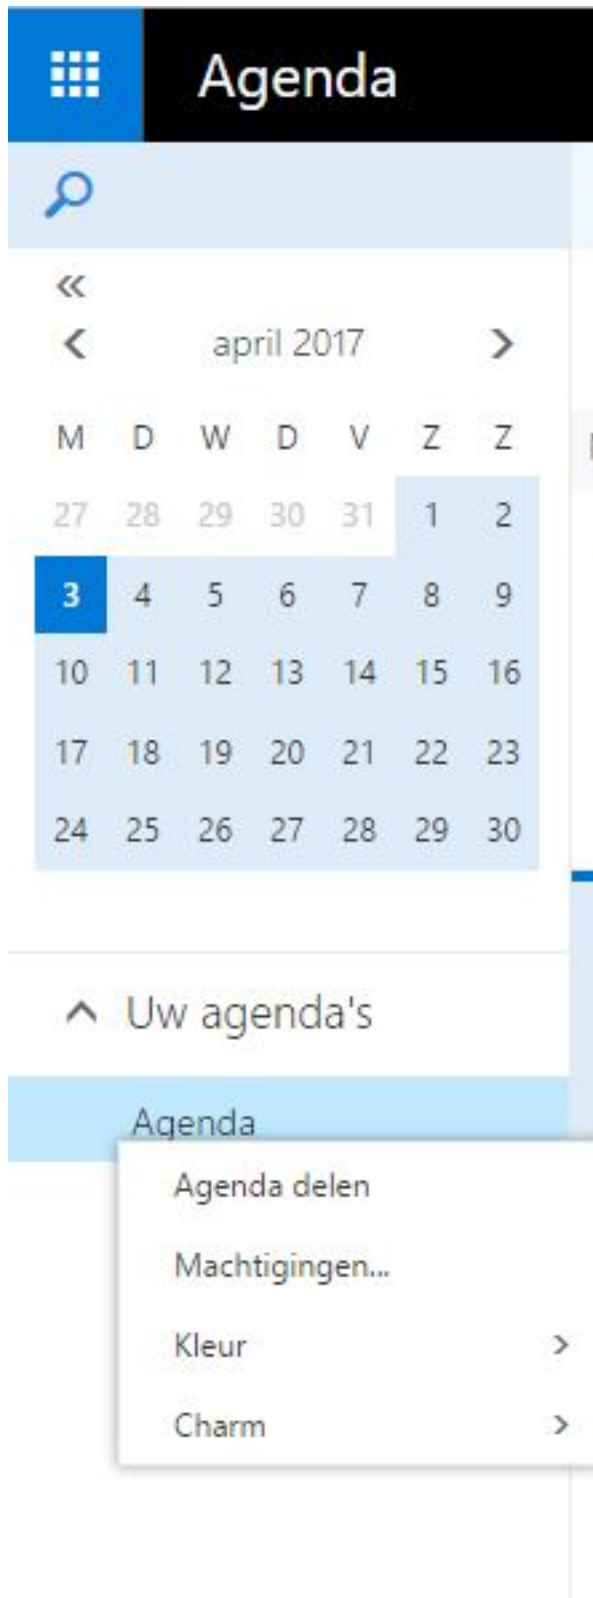 Agenda
«
< april 2017 >
M D W D V Z Z
27 28 29 30 31 1 2
3 4 5 6 7 8 9
10 11 12 13 14 15 16
17 18 19 20 21 22 23
24 25 26 27 28 29 30
Uw agenda's
Agenda
Agenda delen
Machtigingen...
Kleur >
Charm >